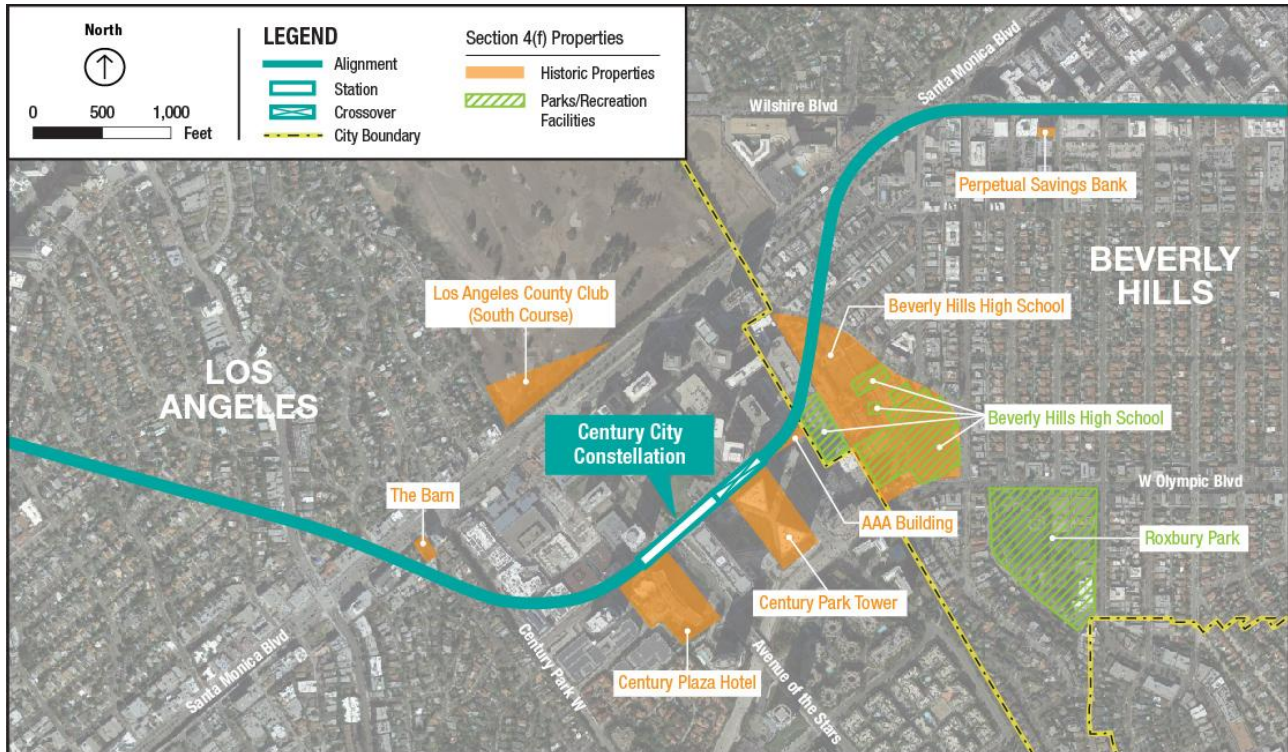 North
0 500 1,000
Feet
LEGEND
Alignment
Station
Crossover
City Boundary
Section 4(f) Properties
Historic Properties
Parks/Recreation
Facilities
Santa Monica Blvd
Wilshire Blvd
Perpetual Savings Bank
BEVERLY
HILLS
Los Angeles County Club
(South Course)
Beverly Hills High School
LOS
ANGELES
Beverly Hills High School
Century City
Constellation
W Olympic Blvd
The Barn
AAA Building
Roxbury Park
Century Park Tower
Century Plaza Hotel
Santa Monica Blvd
Century Park W
Avenue of the Stars